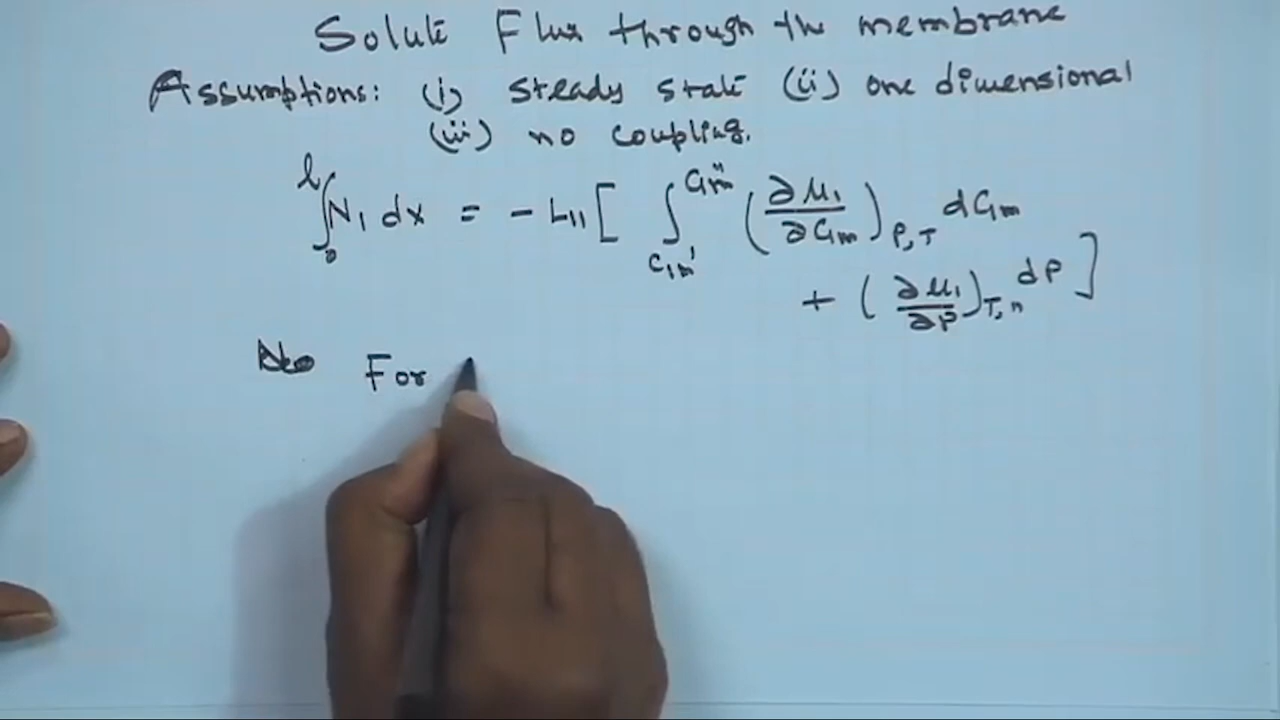 Solute Flux through the membrane
Assumptions: (i) steady state (ii) one dimensional
(iii) no coupling.
∫₀ˡ N₁ dx = - L₁₁ [ ∫_{C₁m'}^{C₁m''} (∂μ₁/∂C₁m)_{P,T} dC₁m
+ (∂μ₁/∂P)_{T,n} dP ]
For